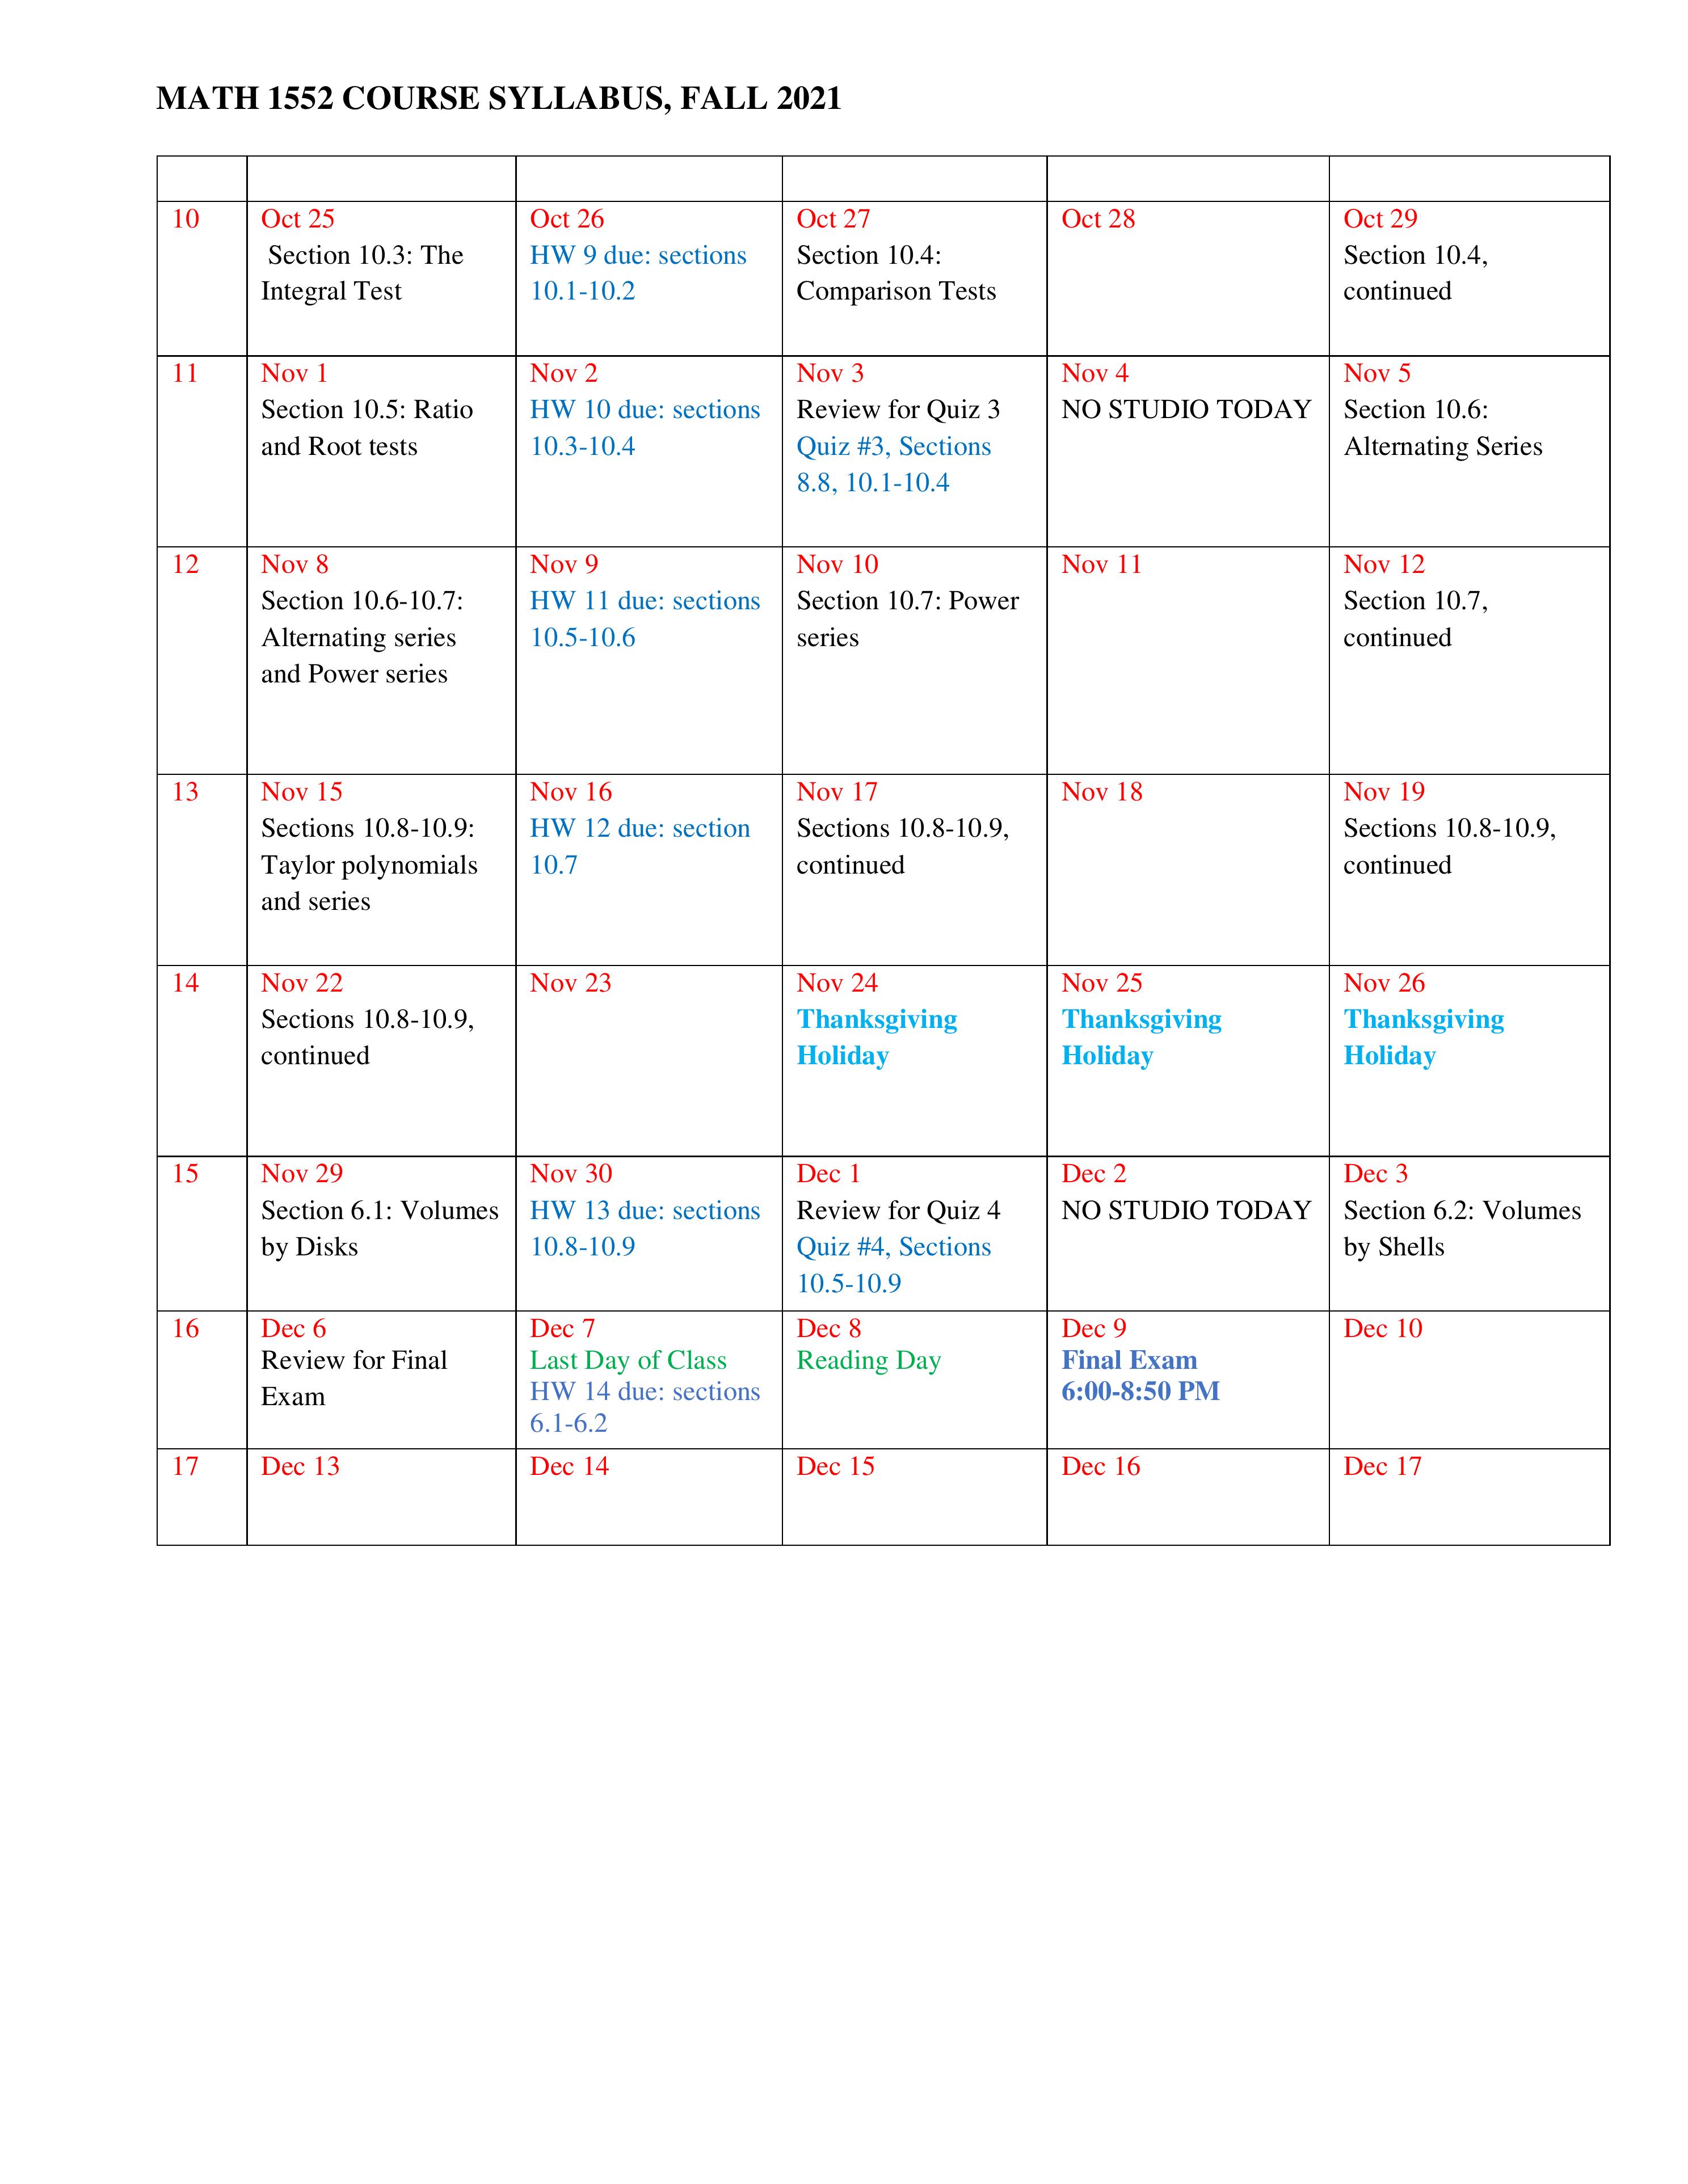 MATH 1552 COURSE SYLLABUS, FALL 2021
10
Oct 25
Section 10.3: The
Integral Test
Oct 26
HW 9 due: sections
10.1-10.2
Oct 27
Section 10.4:
Comparison Tests
Oct 28
Oct 29
Section 10.4,
continued
11
Nov 1
Section 10.5: Ratio
and Root tests
Nov 2
HW 10 due: sections
10.3-10.4
Nov 3
Review for Quiz 3
Quiz #3, Sections
8.8, 10.1-10.4
Nov 4
NO STUDIO TODAY
Nov 5
Section 10.6:
Alternating Series
12
Nov 8
Section 10.6-10.7:
Alternating series
and Power series
Nov 9
HW 11 due: sections
10.5-10.6
Nov 10
Section 10.7: Power
series
Nov 11
Nov 12
Section 10.7,
continued
13
Nov 15
Sections 10.8-10.9:
Taylor polynomials
and series
Nov 16
HW 12 due: section
10.7
Nov 17
Sections 10.8-10.9,
continued
Nov 18
Nov 19
Sections 10.8-10.9,
continued
14
Nov 22
Sections 10.8-10.9,
continued
Nov 23
Nov 24
Thanksgiving
Holiday
Nov 25
Thanksgiving
Holiday
Nov 26
Thanksgiving
Holiday
15
Nov 29
Section 6.1: Volumes
by Disks
Nov 30
HW 13 due: sections
10.8-10.9
Dec 1
Review for Quiz 4
Quiz #4, Sections
10.5-10.9
Dec 2
NO STUDIO TODAY
Dec 3
Section 6.2: Volumes
by Shells
16
Dec 6
Review for Final
Exam
Dec 7
Last Day of Class
HW 14 due: sections
6.1-6.2
Dec 8
Reading Day
Dec 9
Final Exam
6:00-8:50 PM
Dec 10
17
Dec 13
Dec 14
Dec 15
Dec 16
Dec 17